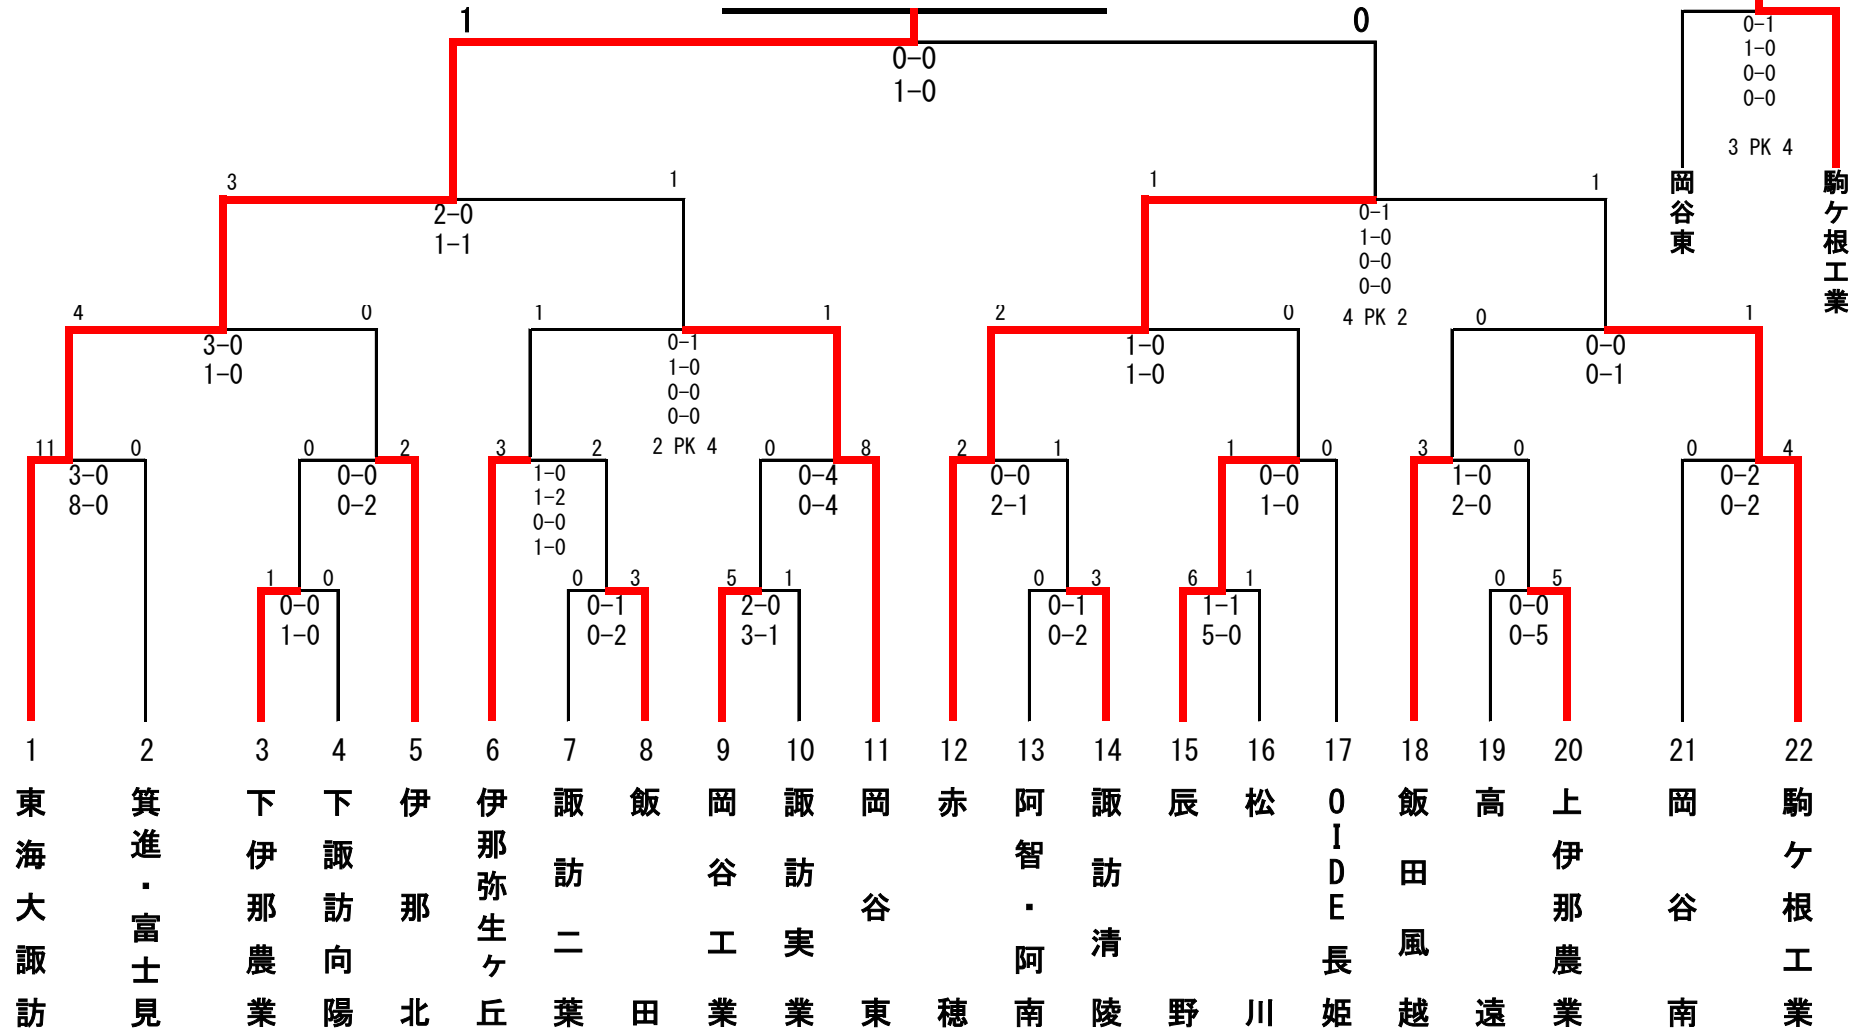 1 0
0-0
1-0
0-1
1-0
0-0
0-0
3 PK 4
岡谷東
駒ケ根工業
3 1
2-0
1-1
1 1
0-1
1-0
0-0
0-0
4 PK 2
4 0
3-0
1-0
1 1
0-1
1-0
0-0
0-0
2 PK 4
2 0
1-0
1-0
0 1
0-0
0-1
11 0
3-0
8-0
0 2
0-0
0-2
3 2
1-0
1-2
0-0
1-0
0 8
0-4
0-4
2 1
0-0
2-1
1 0
0-0
1-0
3 0
1-0
2-0
0 4
0-2
0-2
1 0
0-0
1-0
0 3
0-1
0-2
5 1
2-0
3-1
0 3
0-1
0-2
6 1
1-1
5-0
0 5
0-0
0-5
1 2 3 4 5 6 7 8 9 10 11 12 13 14 15 16 17 18 19 20 21 22
東海大諏訪
箕進・富士見
下伊那農業
下諏訪向陽
伊那北
伊那弥生ヶ丘
諏訪二葉
飯田
岡谷工業
諏訪実業
岡谷東
赤穂
阿智・阿南
諏訪清陵
辰野
松川
OIDE長姫
飯田風越
高遠
上伊那農業
岡谷南
駒ケ根工業